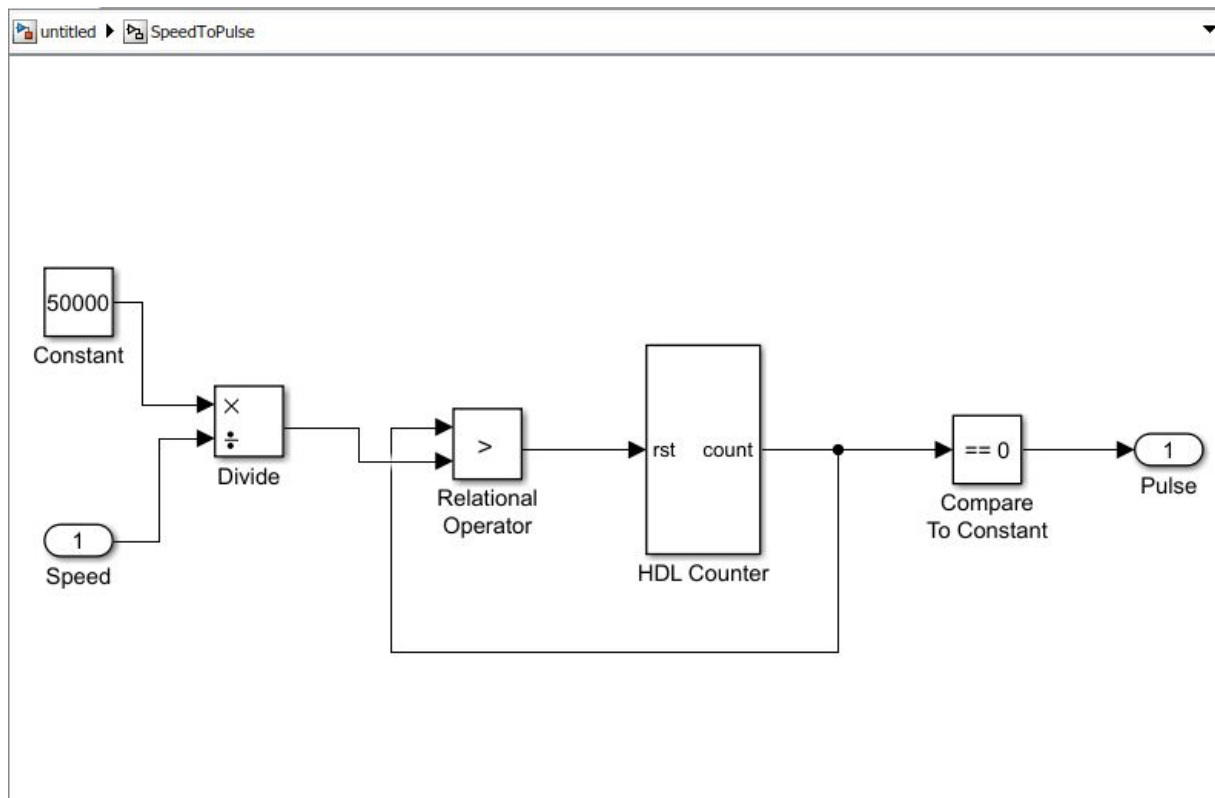 untitled SpeedToPulse
50000
Constant
×
÷
Divide
1
Speed
>
Relational
Operator
rst count
HDL Counter
== 0
Compare
To Constant
1
Pulse